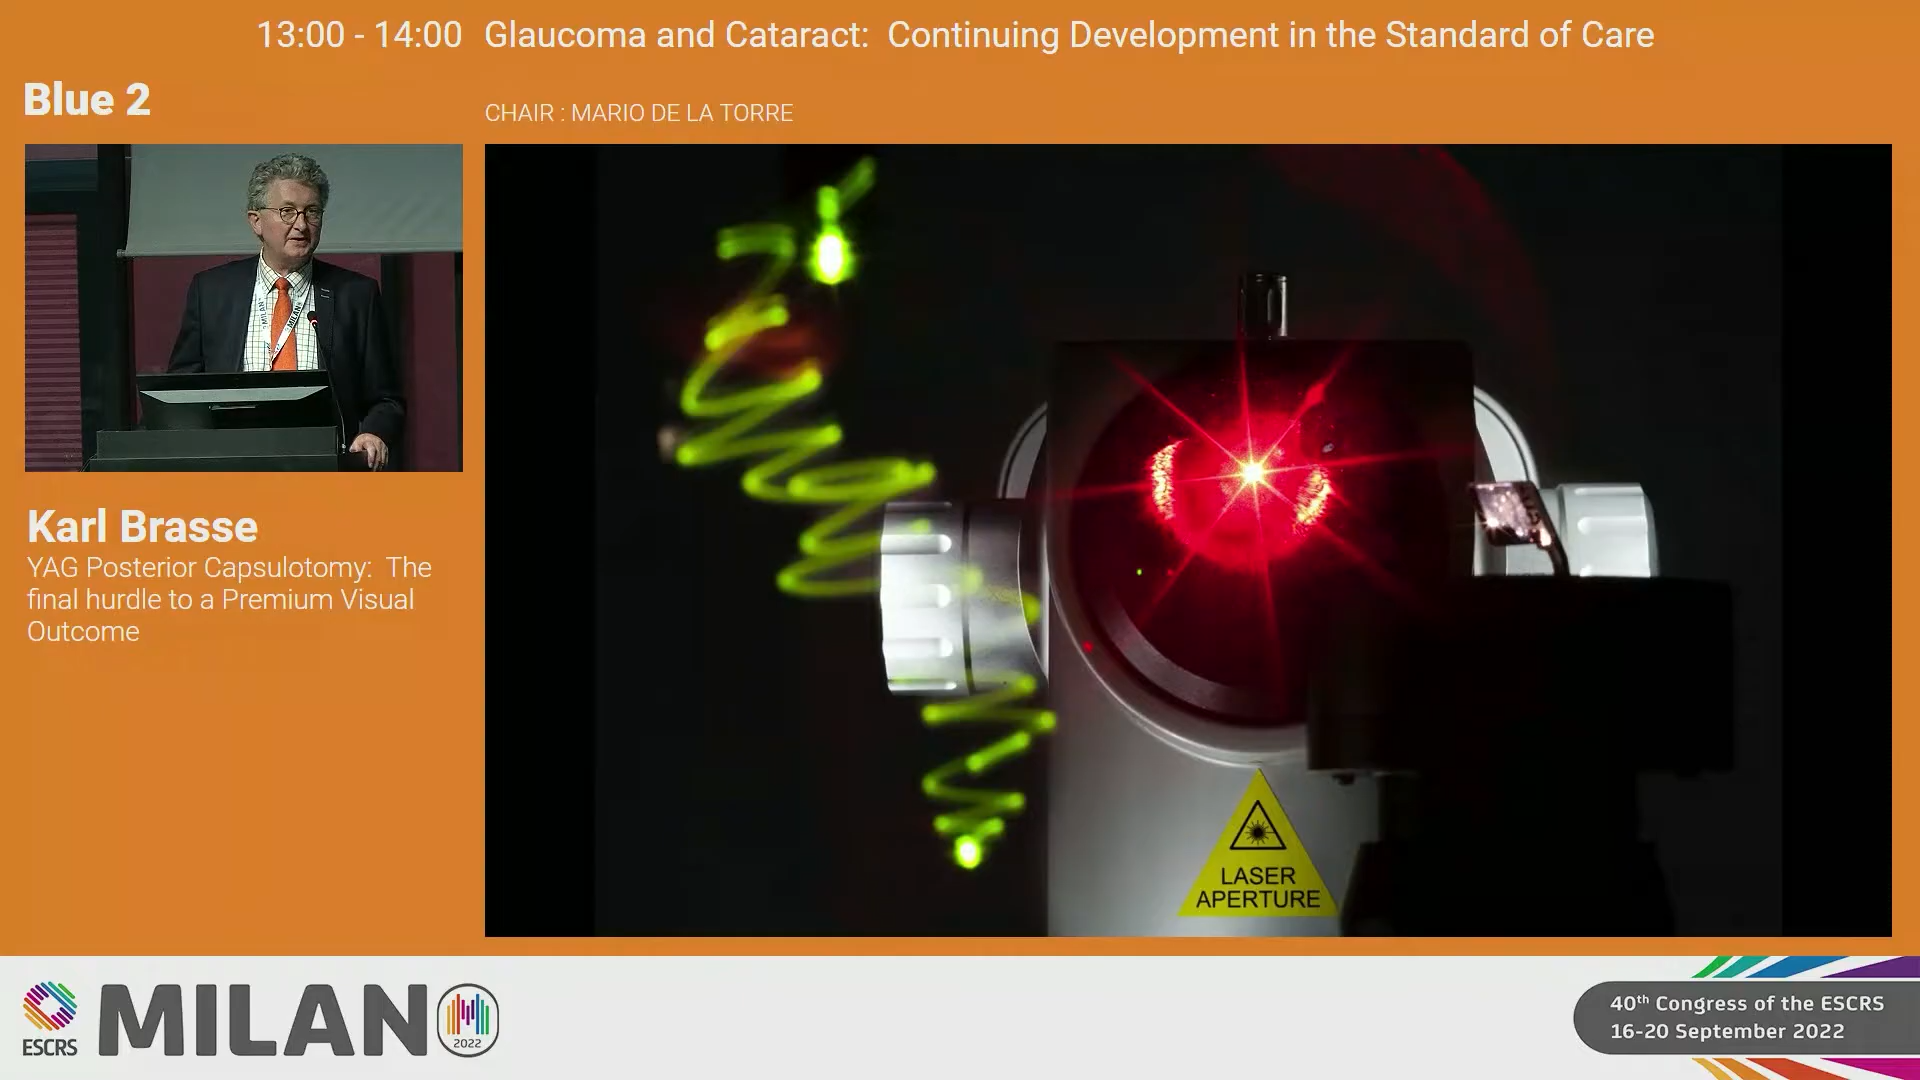 13:00 - 14:00 Glaucoma and Cataract: Continuing Development in the Standard of Care
Blue 2
CHAIR : MARIO DE LA TORRE
MILAN
MILAN
Karl Brasse
YAG Posterior Capsulotomy: The
final hurdle to a Premium Visual
Outcome
LASER
APERTURE
ESCRS
MILANO
2022
40th Congress of the ESCRS
16-20 September 2022